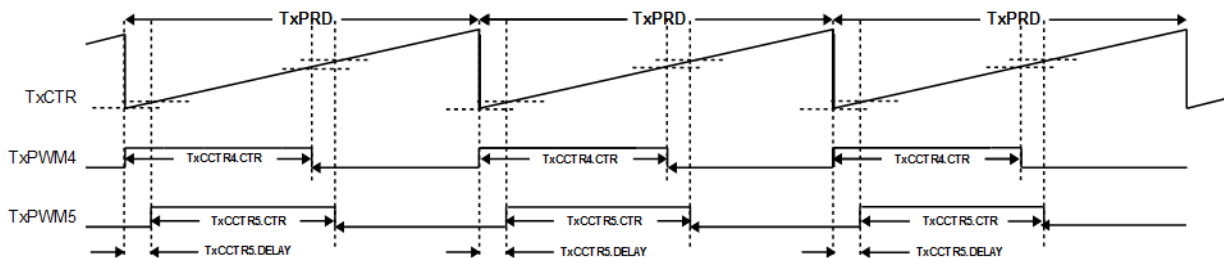 TxPRD TxPRD TxPRD
TxCTR
TxPWM4 TxCCTR4.CTR TxCCTR4.CTR TxCCTR4.CTR
TxPWM5 TxCCTR5.CTR TxCCTR5.CTR TxCCTR5.CTR
TxCCTR5.DELAY TxCCTR5.DELAY TxCCTR5.DELAY